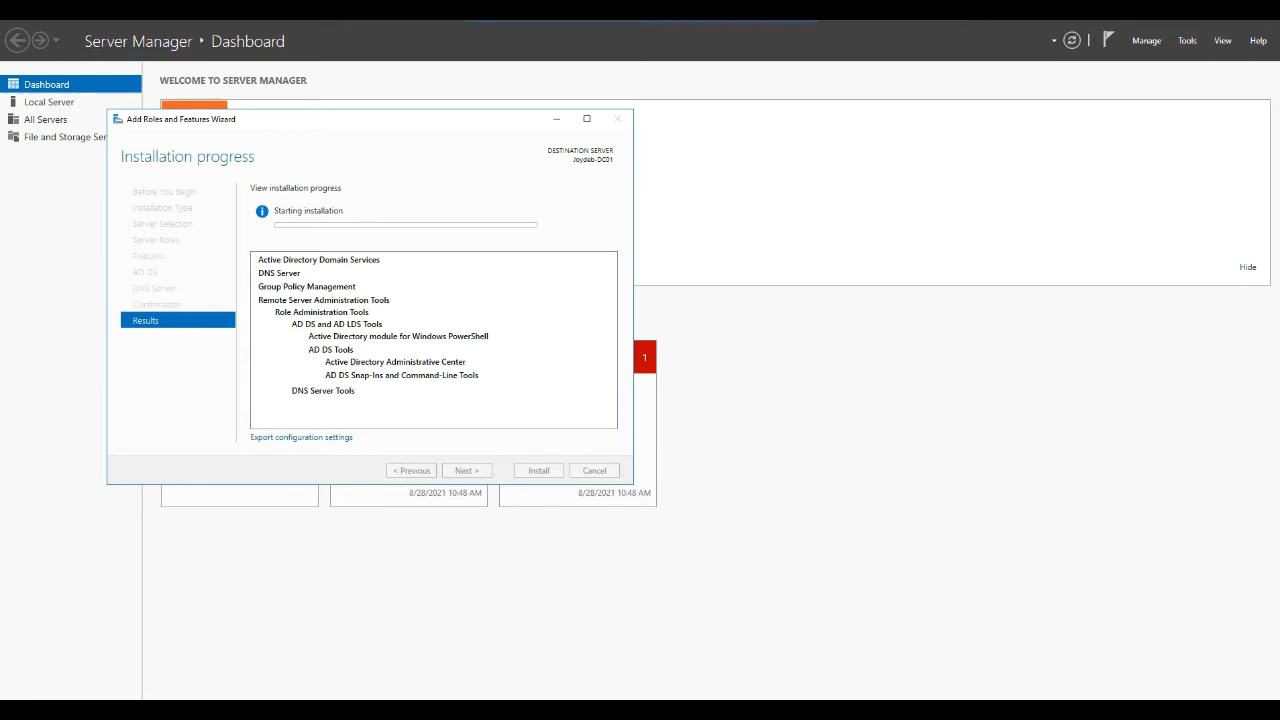 Server Manager ‣ Dashboard
Manage
Tools
View
Help
Dashboard
Local Server
All Servers
File and Storage Ser
WELCOME TO SERVER MANAGER
Add Roles and Features Wizard
Installation progress
DESTINATION SERVER
Joydeb-DC01
Before You Begin
Installation Type
Server Selection
Server Roles
Features
AD DS
DNS Server
Confirmation
Results
View installation progress
Starting installation
Active Directory Domain Services
DNS Server
Group Policy Management
Remote Server Administration Tools
Role Administration Tools
AD DS and AD LDS Tools
Active Directory module for Windows PowerShell
AD DS Tools
Active Directory Administrative Center
AD DS Snap-Ins and Command-Line Tools
DNS Server Tools
Export configuration settings
< Previous
Next >
Install
Cancel
Hide
1
8/28/2021 10:48 AM
8/28/2021 10:48 AM